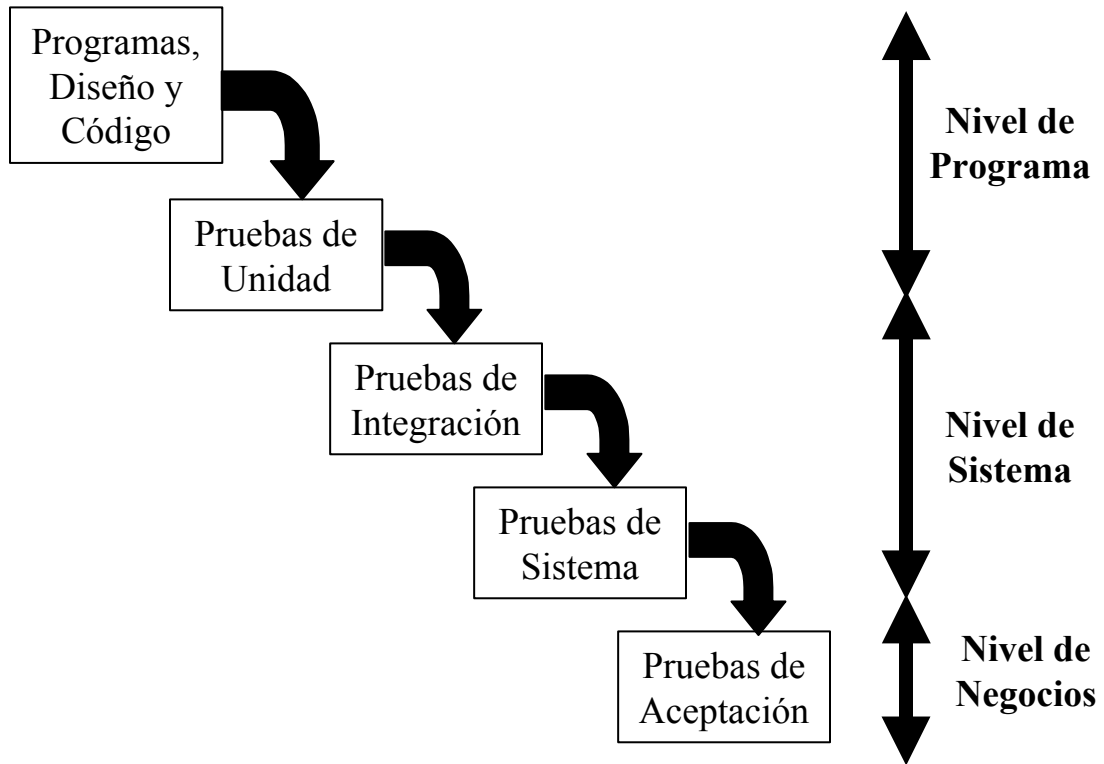 Programas,
Diseño y
Código
Pruebas de
Unidad
Pruebas de
Integración
Pruebas de
Sistema
Pruebas de
Aceptación
Nivel de
Programa
Nivel de
Sistema
Nivel de
Negocios